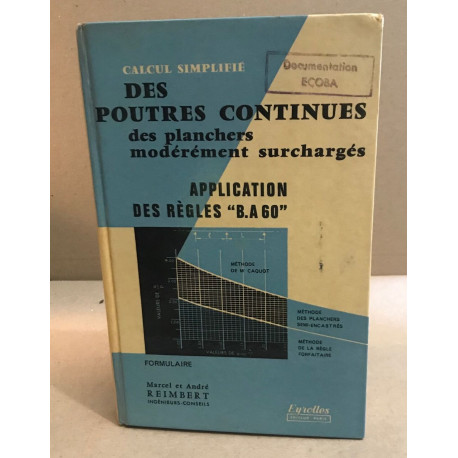 CALCUL SIMPLIFIÉ
Documentation
ECOBA
DES
POUTRES CONTINUES
des planchers
modérément surchargés
APPLICATION
DES RÈGLES "B.A 60"
MÉTHODE
DE M CAQUOT
MÉTHODE
DES PLANCHERS
SEMI-ENCASTRÉS
MÉTHODE
DE LA RÈGLE
FORFAITAIRE
FORMULAIRE
Marcel et André
REIMBERT
INGÉNIEURS-CONSEILS
Eyrolles